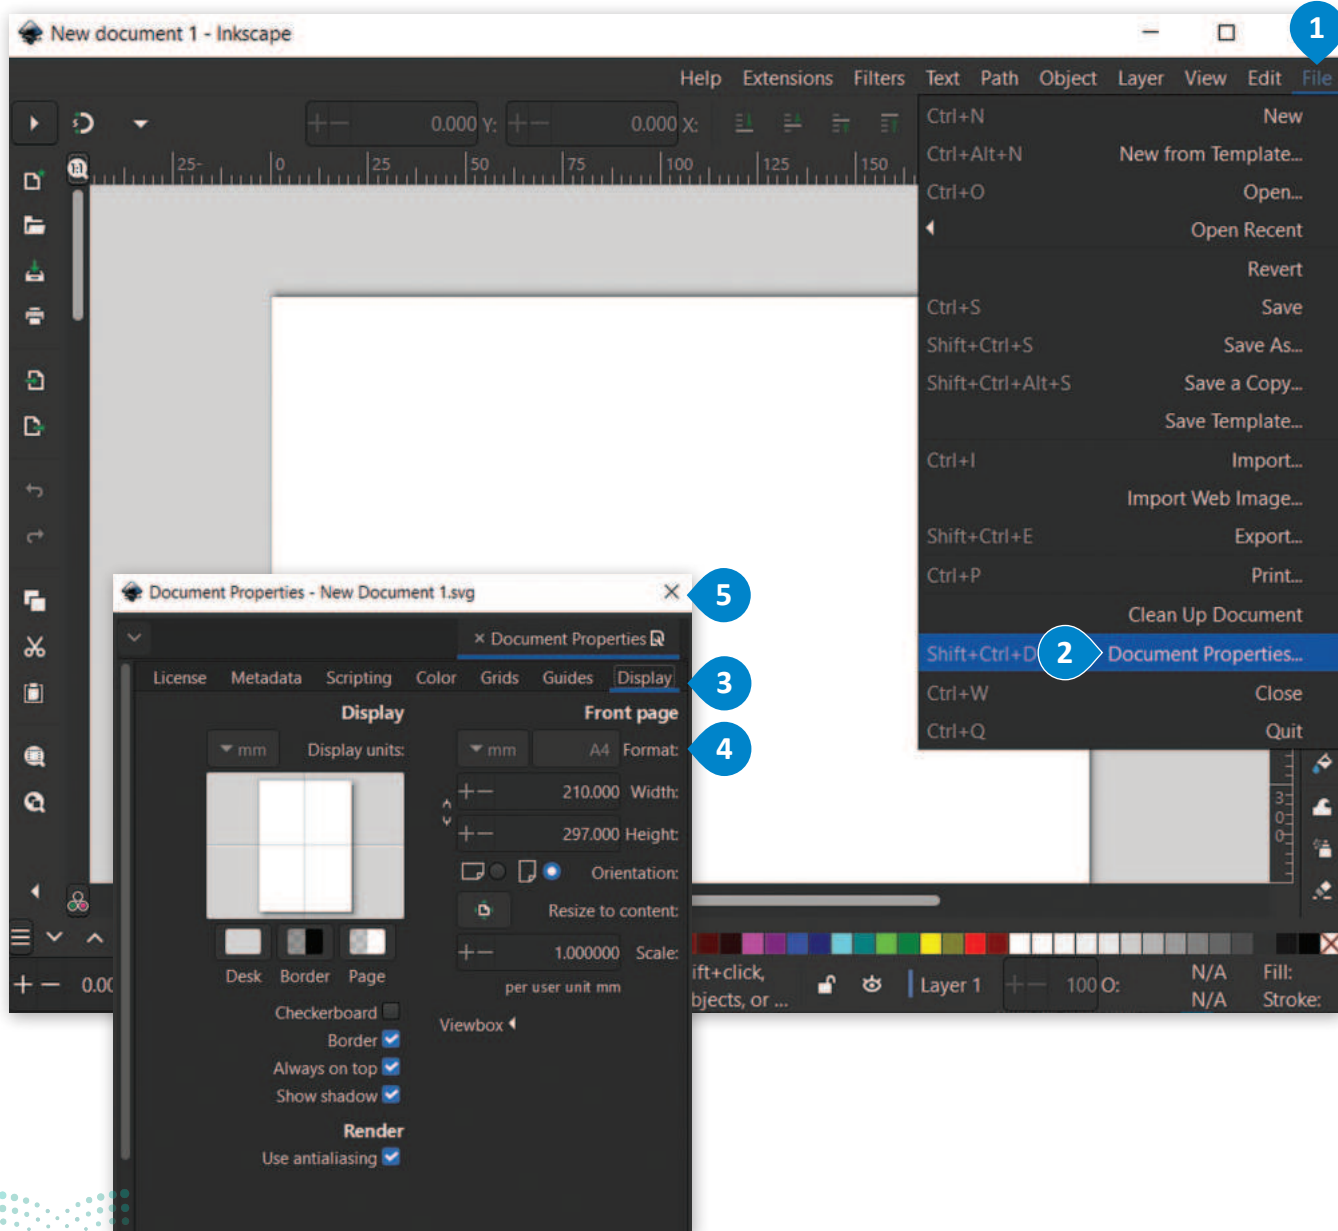 New document 1 - Inkscape
1
Help Extensions Filters Text Path Object Layer View Edit File
0.000 Y: 0.000 X:
25- 0 25 50 75 100 125 150
1:1
Ctrl+N New
Ctrl+Alt+N New from Template...
Ctrl+O Open...
Open Recent
Revert
Ctrl+S Save
Shift+Ctrl+S Save As...
Shift+Ctrl+Alt+S Save a Copy...
Save Template...
Ctrl+I Import...
Import Web Image...
Shift+Ctrl+E Export...
Ctrl+P Print...
Clean Up Document
Shift+Ctrl+D 2 Document Properties...
Ctrl+W Close
Ctrl+Q Quit
Document Properties - New Document 1.svg
5
Document Properties
License Metadata Scripting Color Grids Guides Display
3
Display Front page
mm Display units: mm A4 Format:
4
210.000 Width:
297.000 Height:
Orientation:
Resize to content:
1.000000 Scale:
per user unit mm
Desk Border Page
Viewbox
Checkerboard
Border
Always on top
Show shadow
Render
Use antialiasing
300
0.00
ift+click,
bjects, or ...
Layer 1
100 O:
N/A Fill:
N/A Stroke: